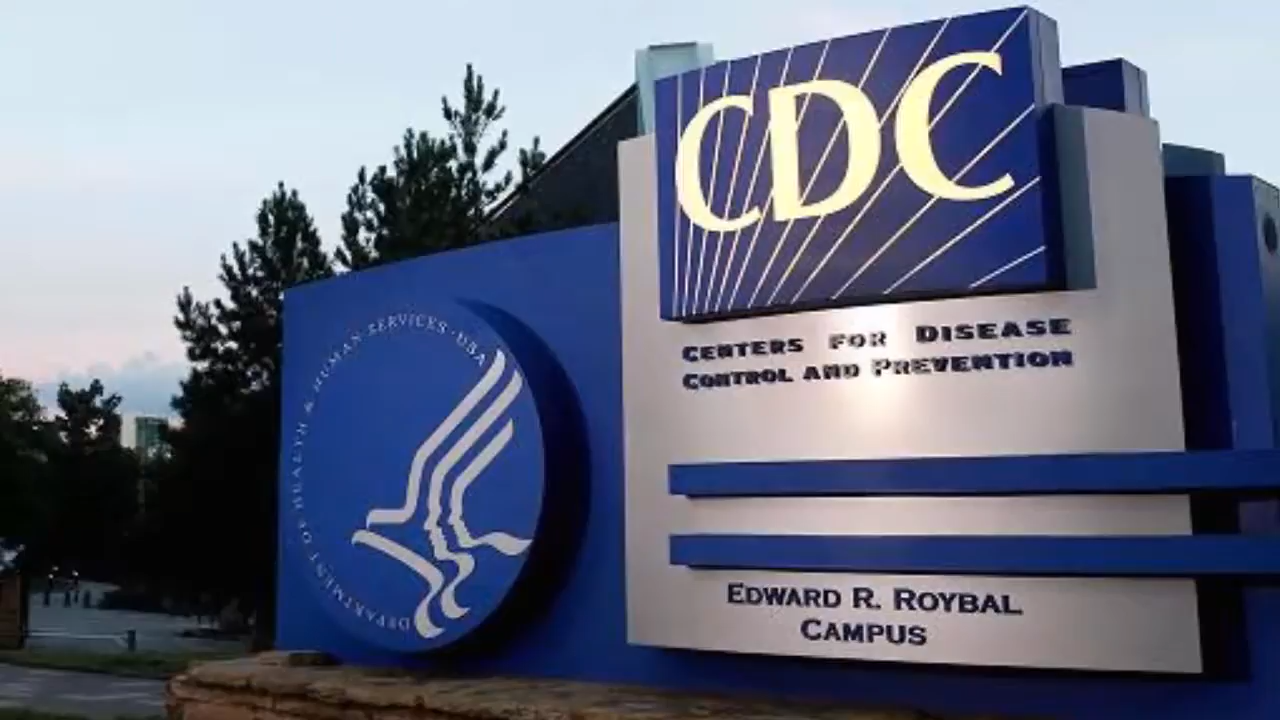 CDC
CENTERS FOR DISEASE
CONTROL AND PREVENTION
EDWARD R. ROYBAL
CAMPUS
DEPARTMENT OF HEALTH & HUMAN SERVICES · USA